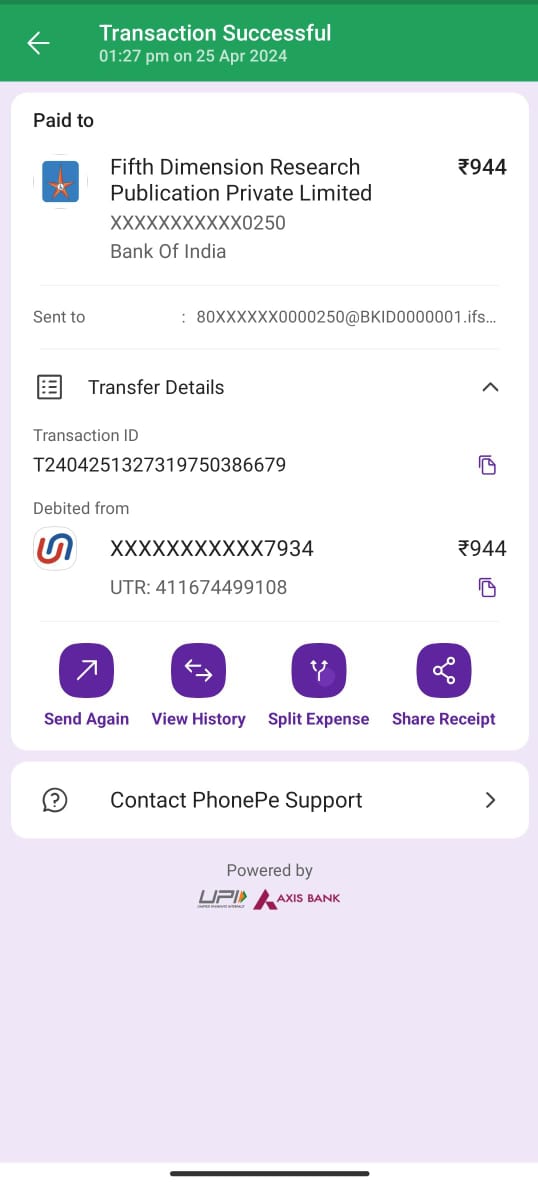 Transaction Successful
01:27 pm on 25 Apr 2024
Paid to
Fifth Dimension Research
Publication Private Limited
₹944
XXXXXXXXXXX0250
Bank Of India
Sent to : 80XXXXXX0000250@BKID0000001.ifs...
Transfer Details
Transaction ID
T2404251327319750386679
Debited from
XXXXXXXXXXX7934 ₹944
UTR: 411674499108
Send Again View History Split Expense Share Receipt
Contact PhonePe Support
Powered by
UPI AXIS BANK